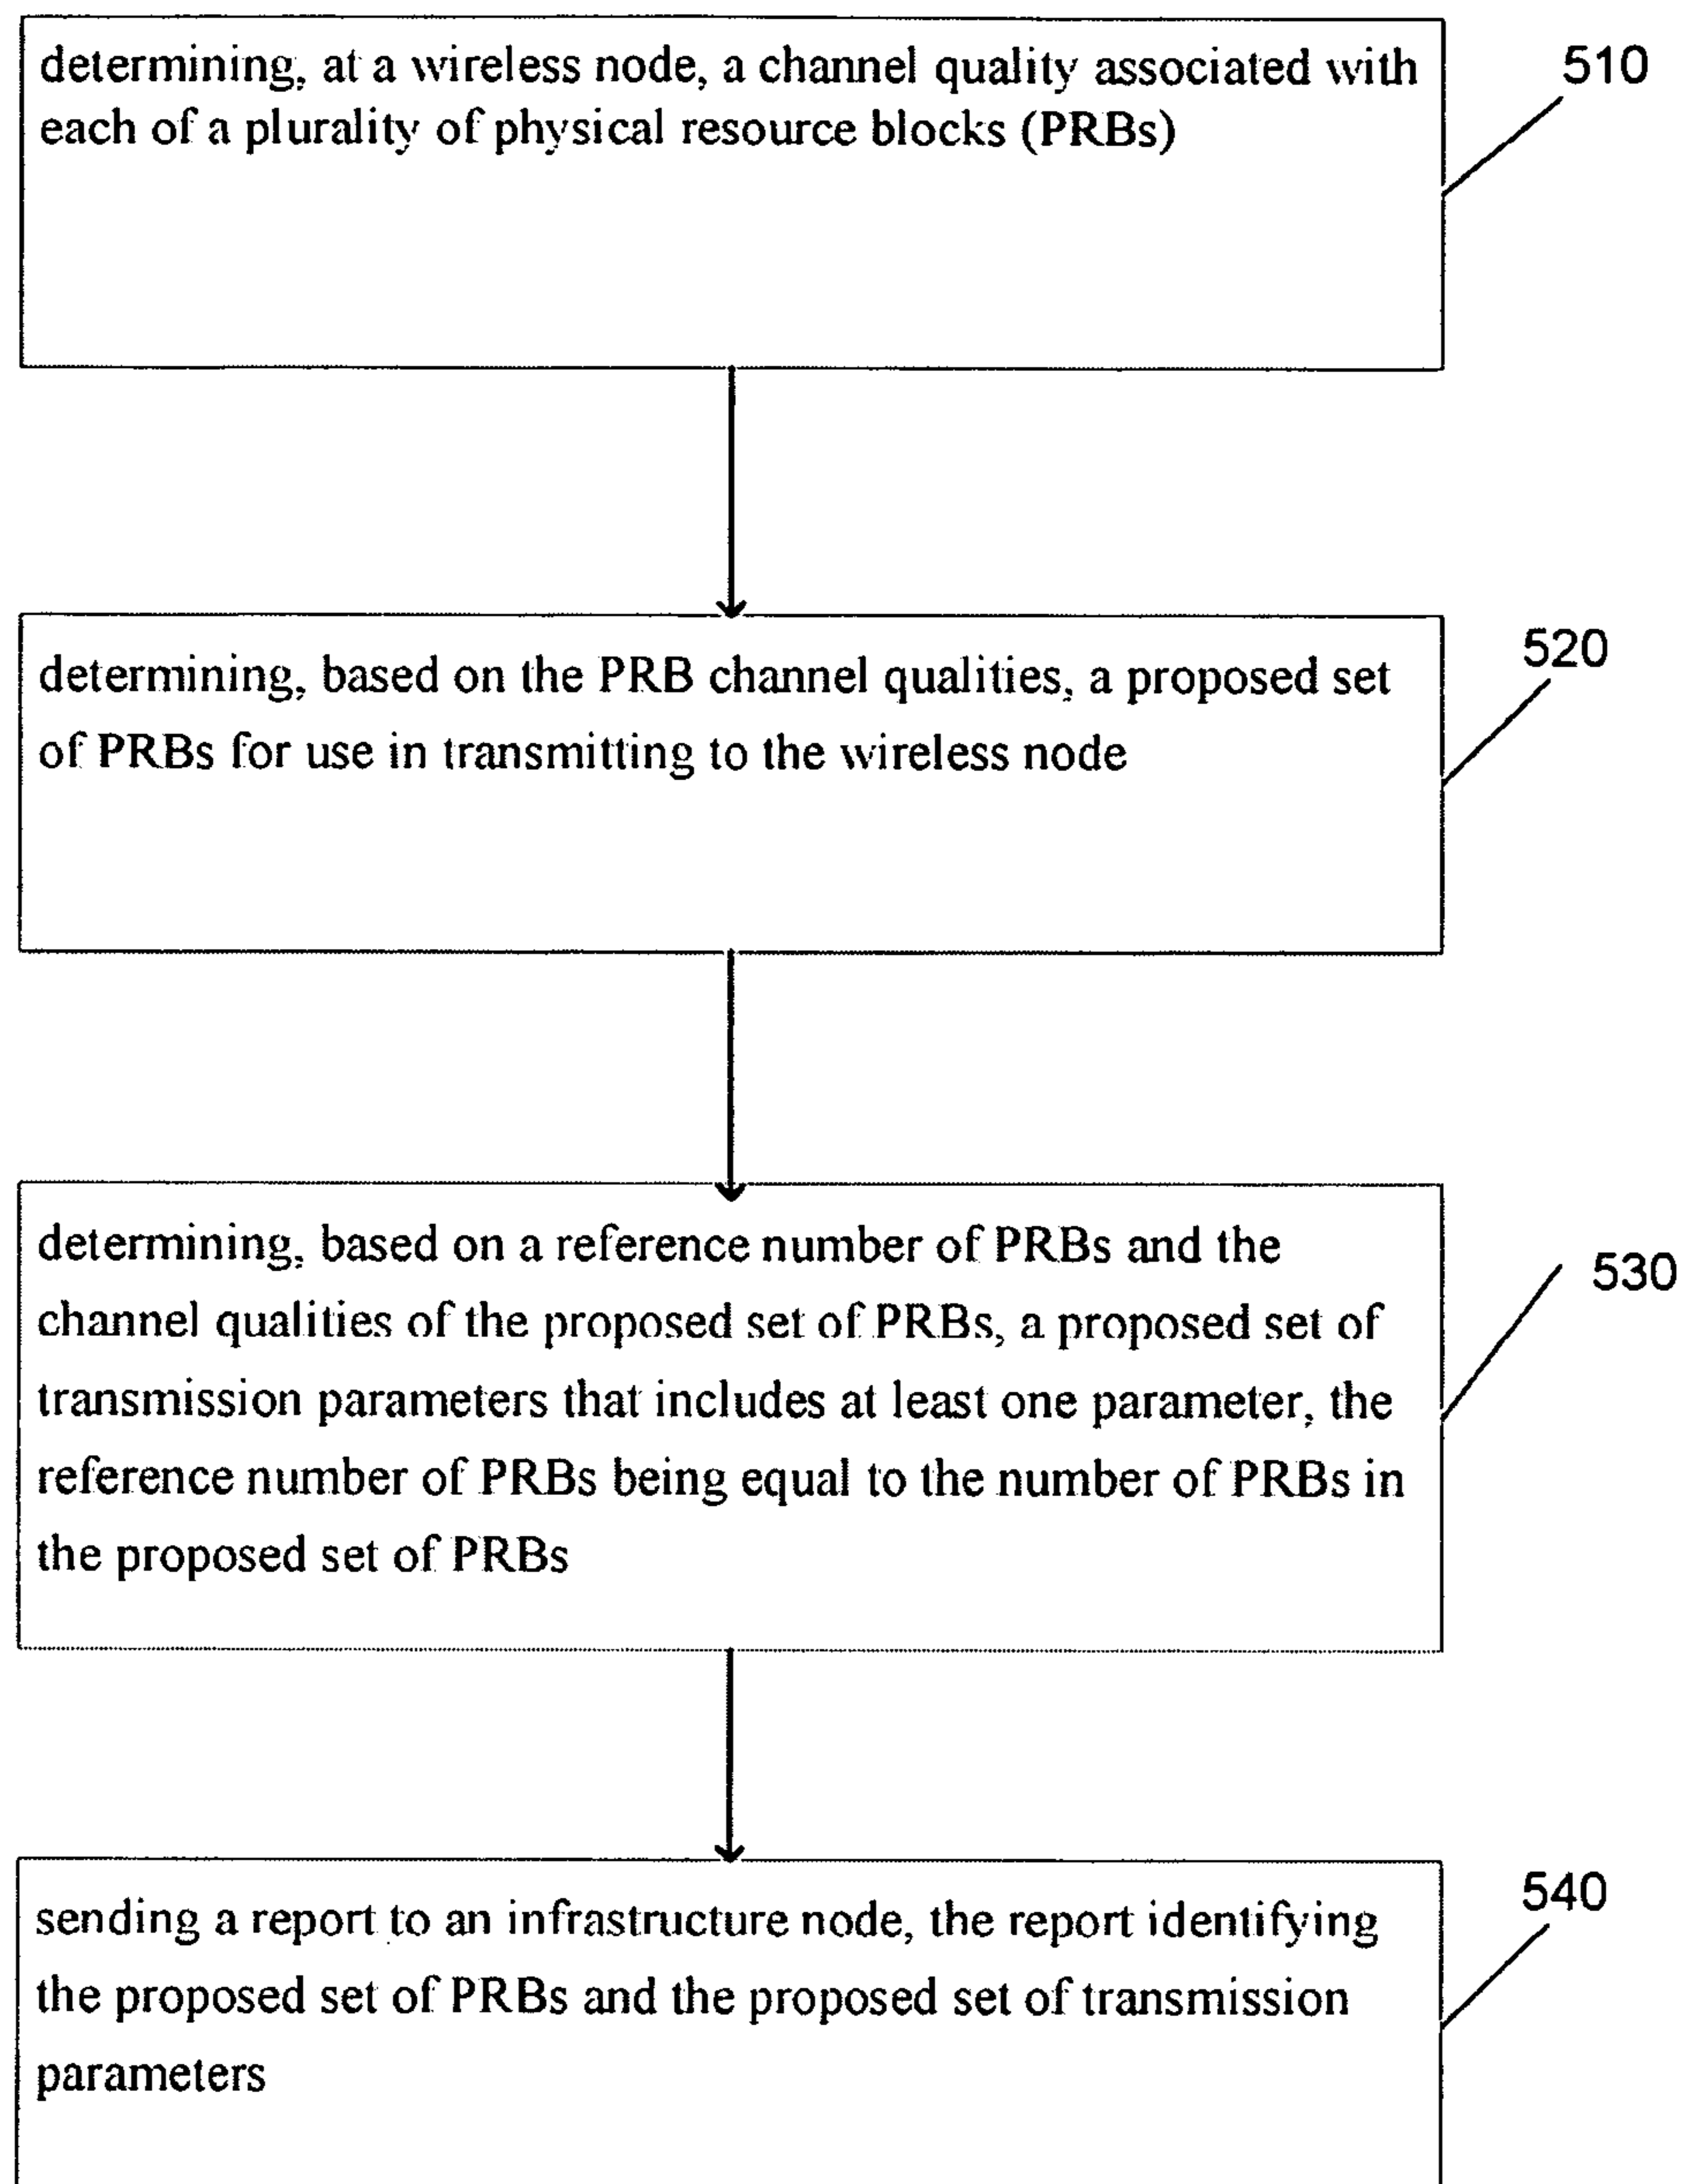 determining, at a wireless node, a channel quality associated with
each of a plurality of physical resource blocks (PRBs)
510
determining, based on the PRB channel qualities, a proposed set
of PRBs for use in transmitting to the wireless node
520
determining, based on a reference number of PRBs and the
channel qualities of the proposed set of PRBs, a proposed set of
transmission parameters that includes at least one parameter, the
reference number of PRBs being equal to the number of PRBs in
the proposed set of PRBs
530
sending a report to an infrastructure node, the report identifying
the proposed set of PRBs and the proposed set of transmission
parameters
540